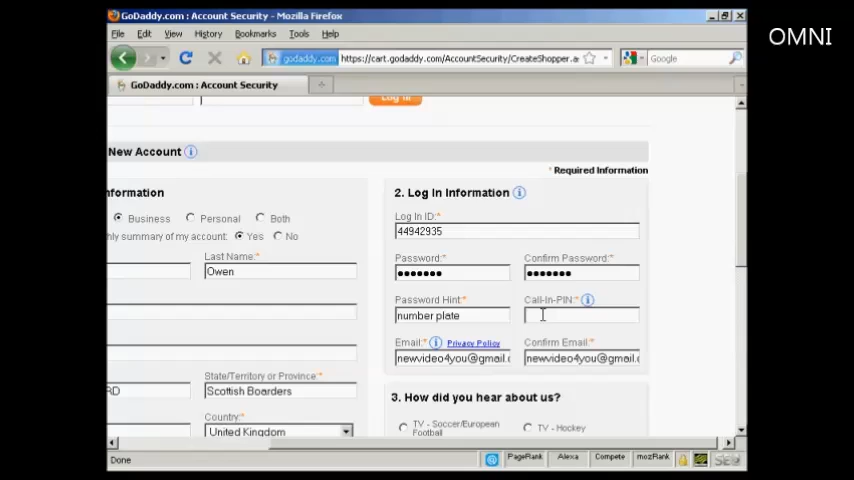 GoDaddy.com : Account Security - Mozilla Firefox
OMNI
File Edit View History Bookmarks Tools Help
godaddy.com https://cart.godaddy.com/AccountSecurity/CreateShopper.a Google
GoDaddy.com : Account Security
Log In
New Account
* Required Information
nformation
2. Log In Information
Business Personal Both
Log In ID:*
hly summary of my account: Yes No
44942935
Last Name:*
Password:* Confirm Password:*
Owen
Password Hint:* Call-In-PIN:*
number plate
Email:* Privacy Policy Confirm Email:*
newvideo4you@gmail.c newvideo4you@gmail.c
State/Territory or Province:*
RD Scottish Boarders
3. How did you hear about us?
Country:*
TV - Soccer/European Football
TV - Hockey
United Kingdom
Done PageRank Alexa Compete mozRank